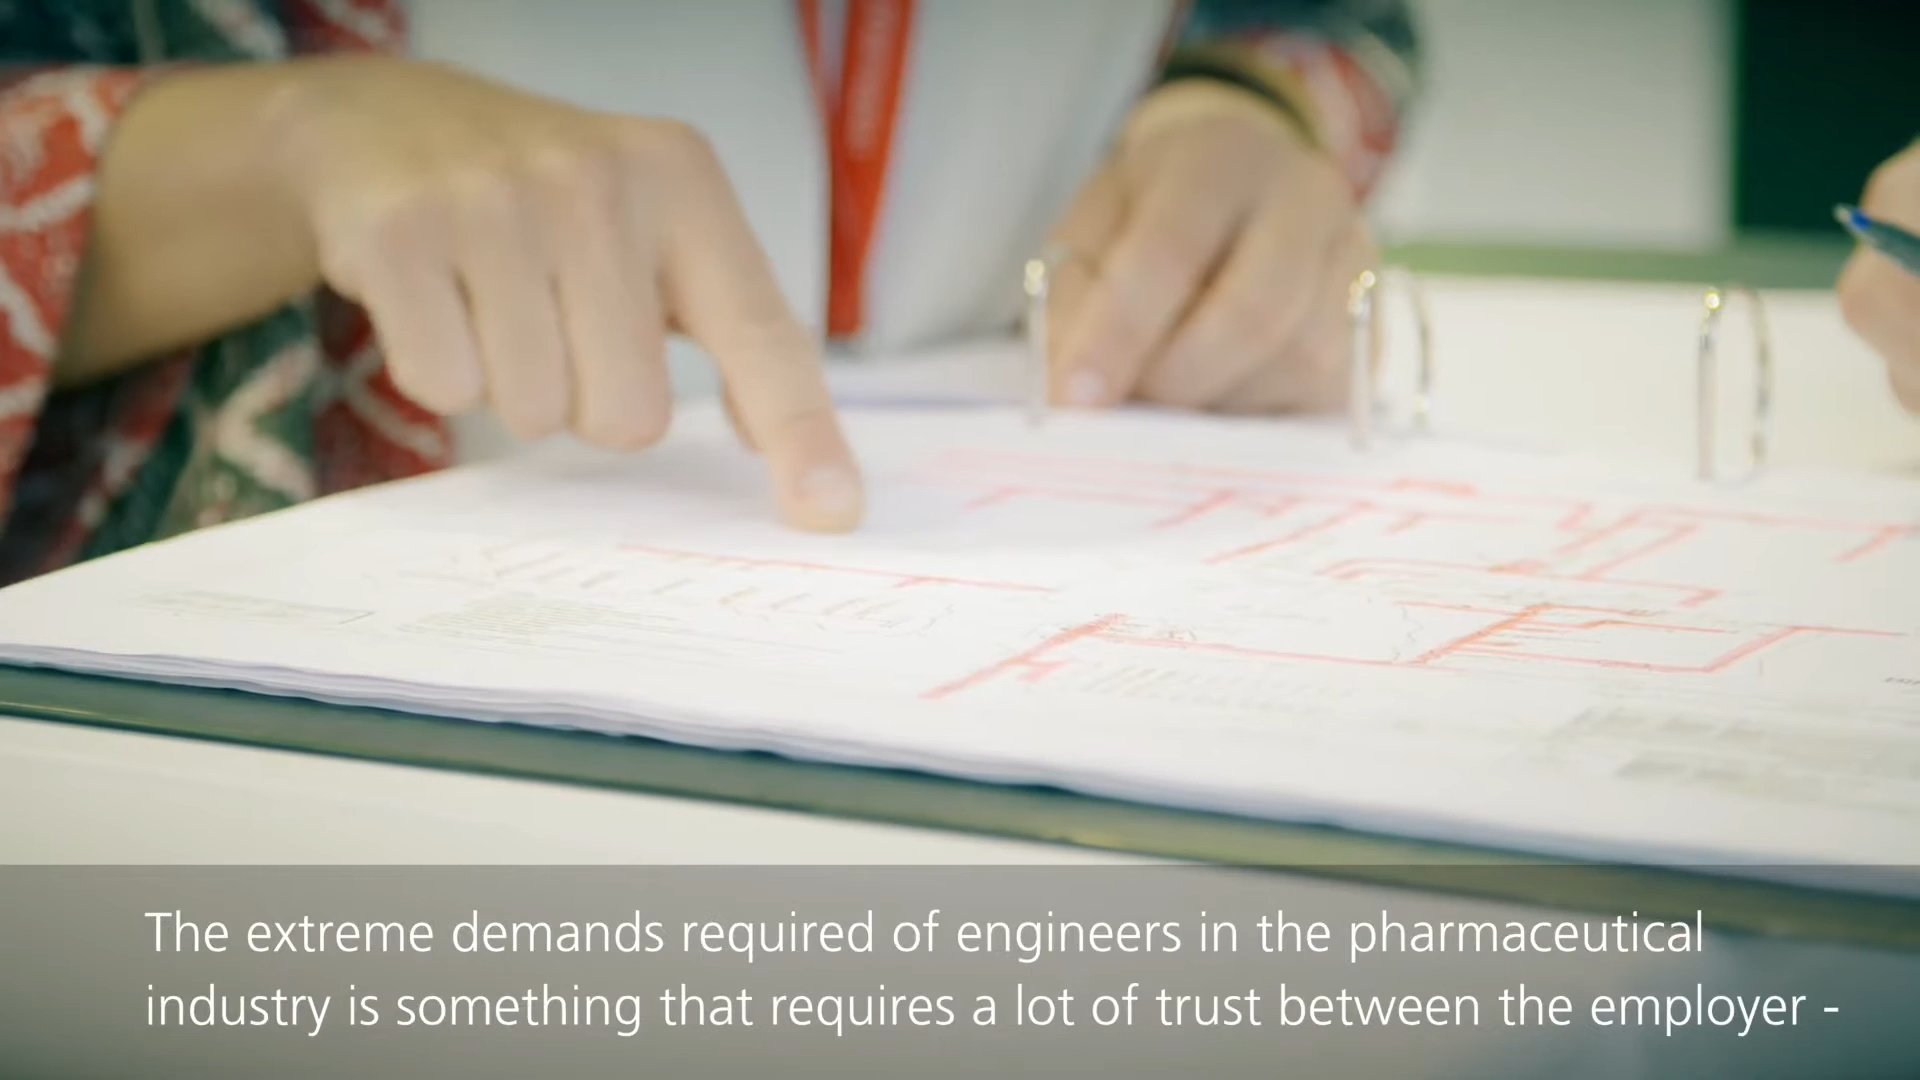 The extreme demands required of engineers in the pharmaceutical
industry is something that requires a lot of trust between the employer -